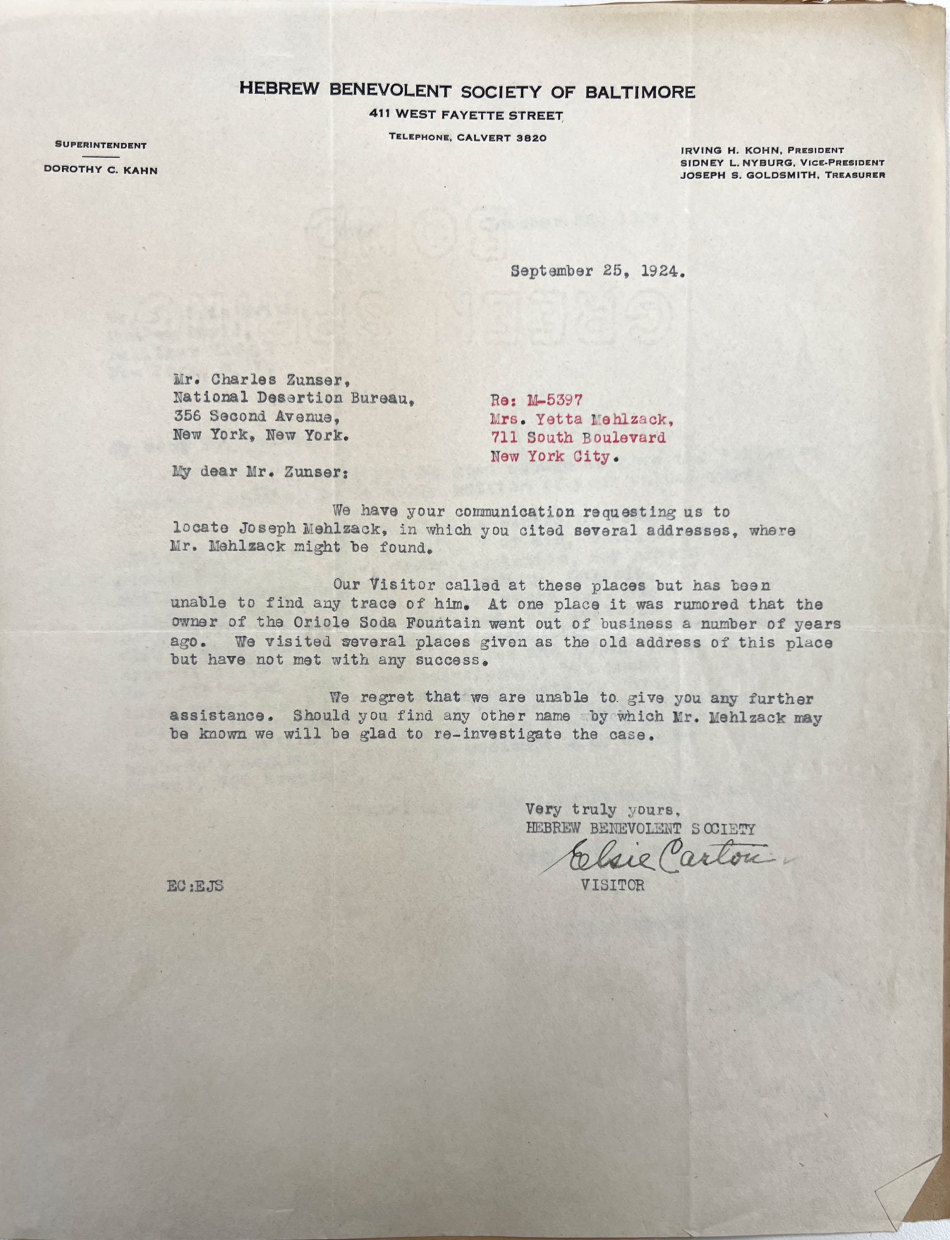 HEBREW BENEVOLENT SOCIETY OF BALTIMORE
411 WEST FAYETTE STREET
TELEPHONE, CALVERT 3820
SUPERINTENDENT
DOROTHY C. KAHN
IRVING H. KOHN, PRESIDENT
SIDNEY L. NYBURG, VICE-PRESIDENT
JOSEPH S. GOLDSMITH, TREASURER
September 25, 1924.
Mr. Charles Zunser,
National Desertion Bureau,
356 Second Avenue,
New York, New York.
Re: M-5397
Mrs. Yetta Mehlzack,
711 South Boulevard
New York City.
My dear Mr. Zunser:
We have your communication requesting us to
locate Joseph Mehlzack, in which you cited several addresses, where
Mr. Mehlzack might be found.
Our Visitor called at these places but has been
unable to find any trace of him. At one place it was rumored that the
owner of the Oriole Soda Fountain went out of business a number of years
ago. We visited several places given as the old address of this place
but have not met with any success.
We regret that we are unable to give you any further
assistance. Should you find any other name by which Mr. Mehlzack may
be known we will be glad to re-investigate the case.
Very truly yours,
HEBREW BENEVOLENT SOCIETY
Elsie Carton
VISITOR
EC:EJS